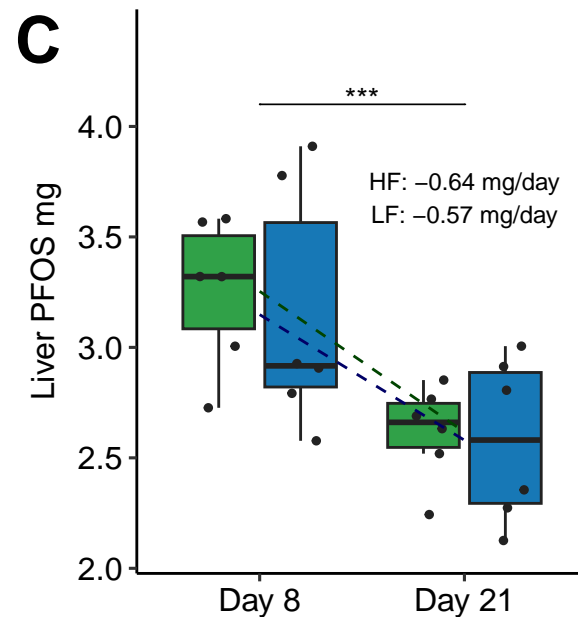 C
***
4.0
HF: −0.64 mg/day
LF: −0.57 mg/day
3.5
Liver PFOS mg
3.0
2.5
2.0
Day 8
Day 21